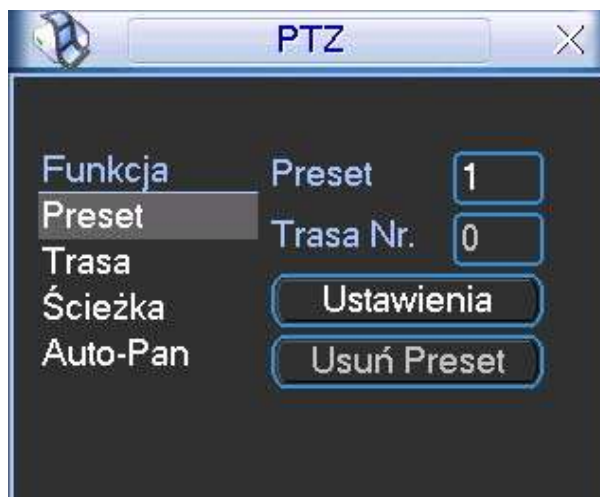 PTZ
Funkcja
Preset
Trasa
Ścieżka
Auto-Pan
Preset 1
Trasa Nr. 0
Ustawienia
Usuń Preset